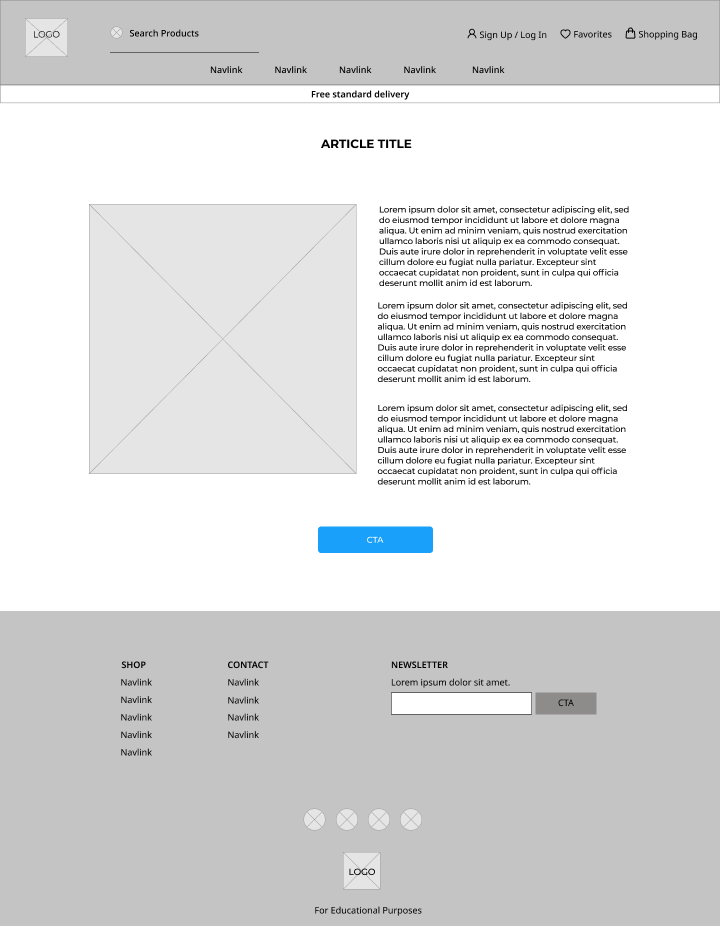 LOGO
Search Products
Sign Up / Log In
Favorites
Shopping Bag
Navlink
Navlink
Navlink
Navlink
Navlink
Free standard delivery
ARTICLE TITLE
Lorem ipsum dolor sit amet, consectetur adipiscing elit, sed
do eiusmod tempor incididunt ut labore et dolore magna
aliqua. Ut enim ad minim veniam, quis nostrud exercitation
ullamco laboris nisi ut aliquip ex ea commodo consequat.
Duis aute irure dolor in reprehenderit in voluptate velit esse
cillum dolore eu fugiat nulla pariatur. Excepteur sint
occaecat cupidatat non proident, sunt in culpa qui officia
deserunt mollit anim id est laborum.
Lorem ipsum dolor sit amet, consectetur adipiscing elit, sed
do eiusmod tempor incididunt ut labore et dolore magna
aliqua. Ut enim ad minim veniam, quis nostrud exercitation
ullamco laboris nisi ut aliquip ex ea commodo consequat.
Duis aute irure dolor in reprehenderit in voluptate velit esse
cillum dolore eu fugiat nulla pariatur. Excepteur sint
occaecat cupidatat non proident, sunt in culpa qui officia
deserunt mollit anim id est laborum.
Lorem ipsum dolor sit amet, consectetur adipiscing elit, sed
do eiusmod tempor incididunt ut labore et dolore magna
aliqua. Ut enim ad minim veniam, quis nostrud exercitation
ullamco laboris nisi ut aliquip ex ea commodo consequat.
Duis aute irure dolor in reprehenderit in voluptate velit esse
cillum dolore eu fugiat nulla pariatur. Excepteur sint
occaecat cupidatat non proident, sunt in culpa qui officia
deserunt mollit anim id est laborum.
CTA
SHOP
Navlink
Navlink
Navlink
Navlink
Navlink
CONTACT
Navlink
Navlink
Navlink
Navlink
NEWSLETTER
Lorem ipsum dolor sit amet.
CTA
LOGO
For Educational Purposes